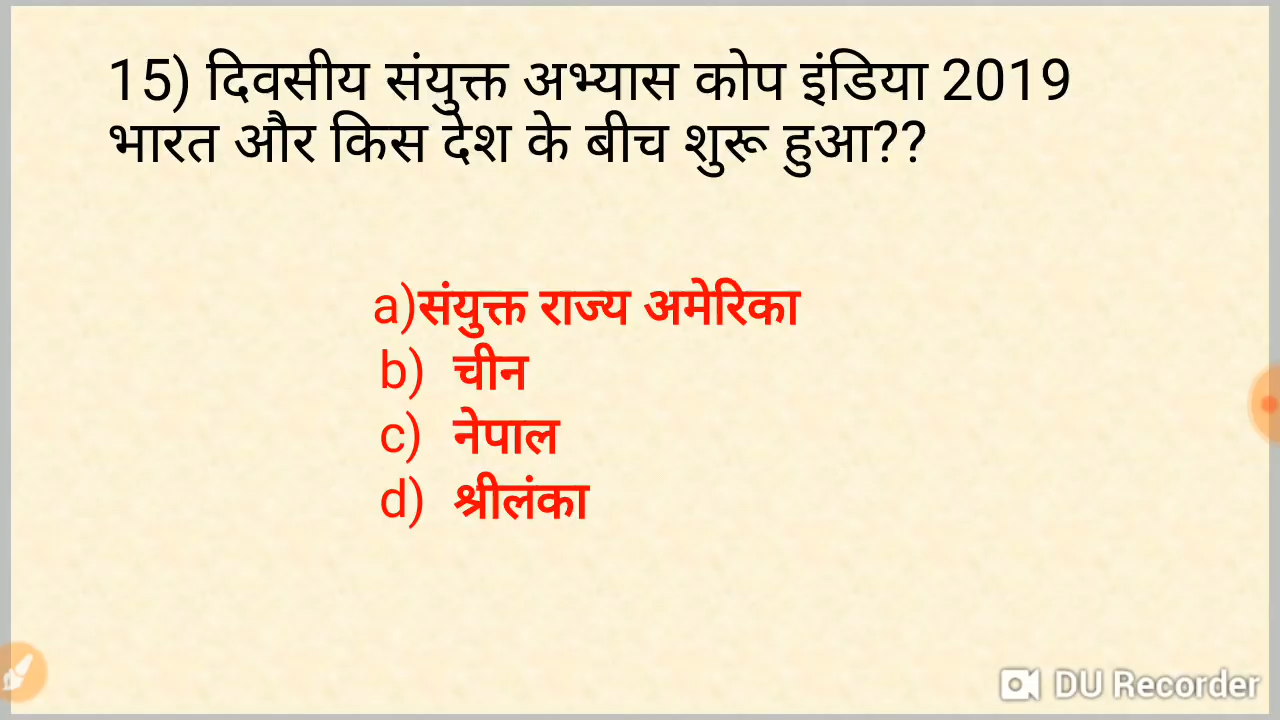 15) दिवसीय संयुक्त अभ्यास कोप इंडिया 2019
भारत और किस देश के बीच शुरू हुआ??
a)संयुक्त राज्य अमेरिका
b) चीन
c) नेपाल
d) श्रीलंका
DU Recorder